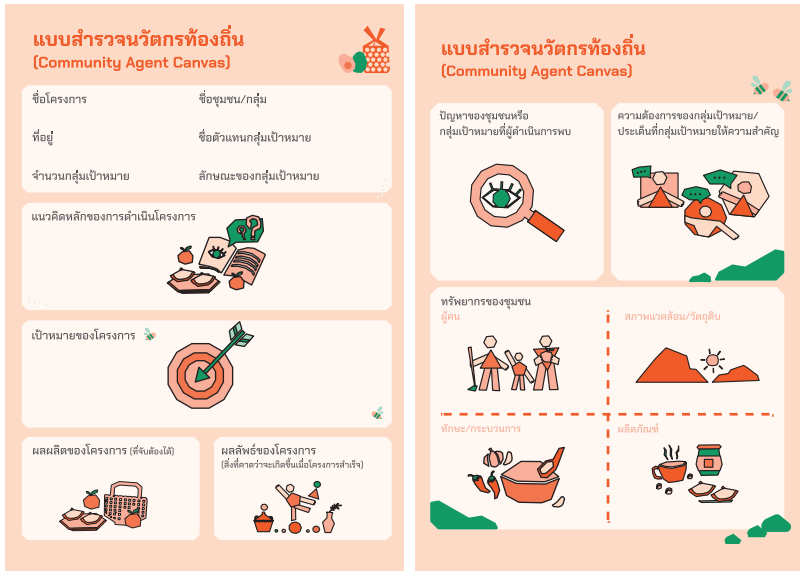 แบบสำรวจนวัตกรท้องถิ่น
(Community Agent Canvas)
ชื่อโครงการ
ชื่อชุมชน/กลุ่ม
ที่อยู่
ชื่อตัวแทนกลุ่มเป้าหมาย
จำนวนกลุ่มเป้าหมาย
ลักษณะของกลุ่มเป้าหมาย
แนวคิดหลักของการดำเนินโครงการ
เป้าหมายของโครงการ
ผลผลิตของโครงการ (ที่จับต้องได้)
ผลลัพธ์ของโครงการ
(สิ่งที่คาดว่าจะเกิดขึ้นเมื่อโครงการสำเร็จ)
แบบสำรวจนวัตกรท้องถิ่น
(Community Agent Canvas)
ปัญหาของชุมชนหรือ
กลุ่มเป้าหมายที่ผู้ดำเนินการพบ
ความต้องการของกลุ่มเป้าหมาย/
ประเด็นที่กลุ่มเป้าหมายให้ความสำคัญ
ทรัพยากรของชุมชน
ผู้คน
สภาพแวดล้อม/วัตถุดิบ
ทักษะ/กระบวนการ
ผลิตภัณฑ์